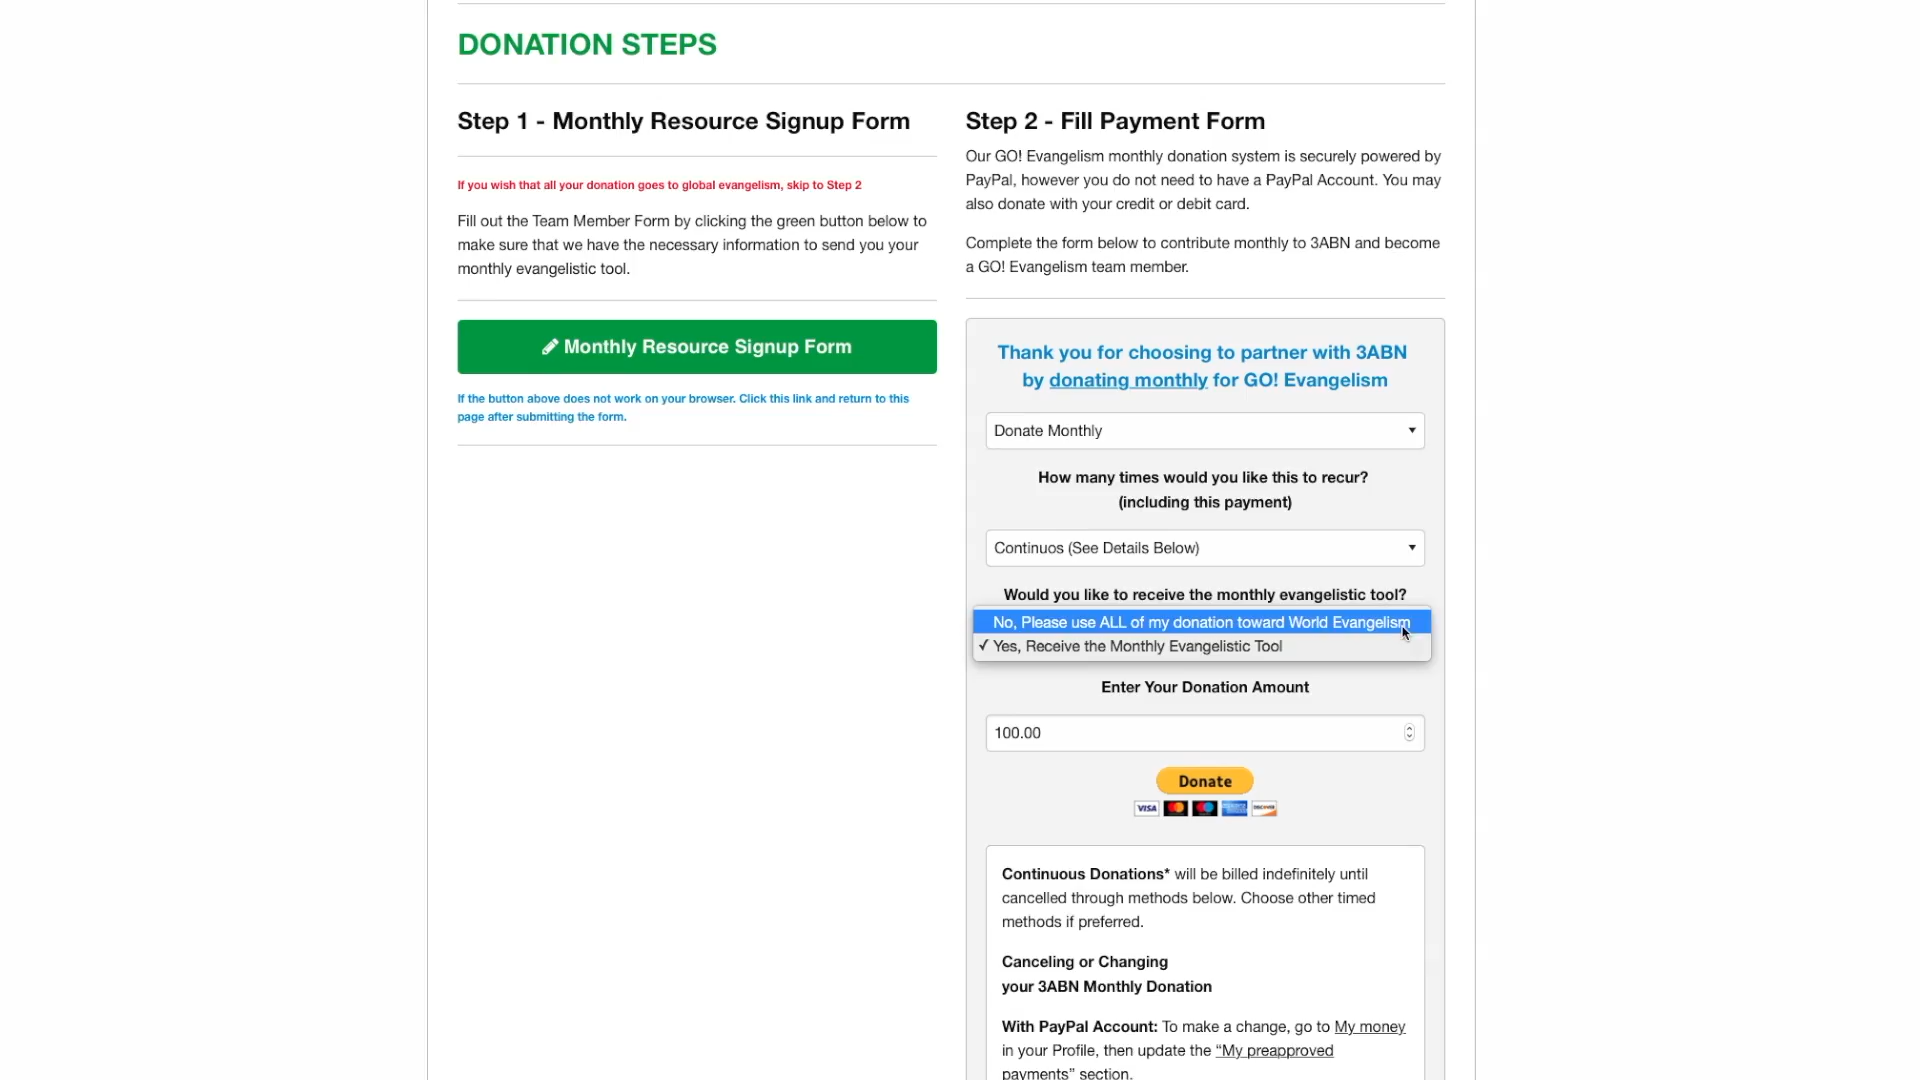 DONATION STEPS
Step 1 - Monthly Resource Signup Form
If you wish that all your donation goes to global evangelism, skip to Step 2
Fill out the Team Member Form by clicking the green button below to
make sure that we have the necessary information to send you your
monthly evangelistic tool.
Monthly Resource Signup Form
If the button above does not work on your browser. Click this link and return to this
page after submitting the form.
Step 2 - Fill Payment Form
Our GO! Evangelism monthly donation system is securely powered by
PayPal, however you do not need to have a PayPal Account. You may
also donate with your credit or debit card.
Complete the form below to contribute monthly to 3ABN and become
a GO! Evangelism team member.
Thank you for choosing to partner with 3ABN
by donating monthly for GO! Evangelism
Donate Monthly
How many times would you like this to recur?
(including this payment)
Continuos (See Details Below)
Would you like to receive the monthly evangelistic tool?
No, Please use ALL of my donation toward World Evangelism
✓ Yes, Receive the Monthly Evangelistic Tool
Enter Your Donation Amount
100.00
Donate
VISA
DISCOVER
Continuous Donations* will be billed indefinitely until
cancelled through methods below. Choose other timed
methods if preferred.
Canceling or Changing
your 3ABN Monthly Donation
With PayPal Account: To make a change, go to My money
in your Profile, then update the “My preapproved
payments” section.